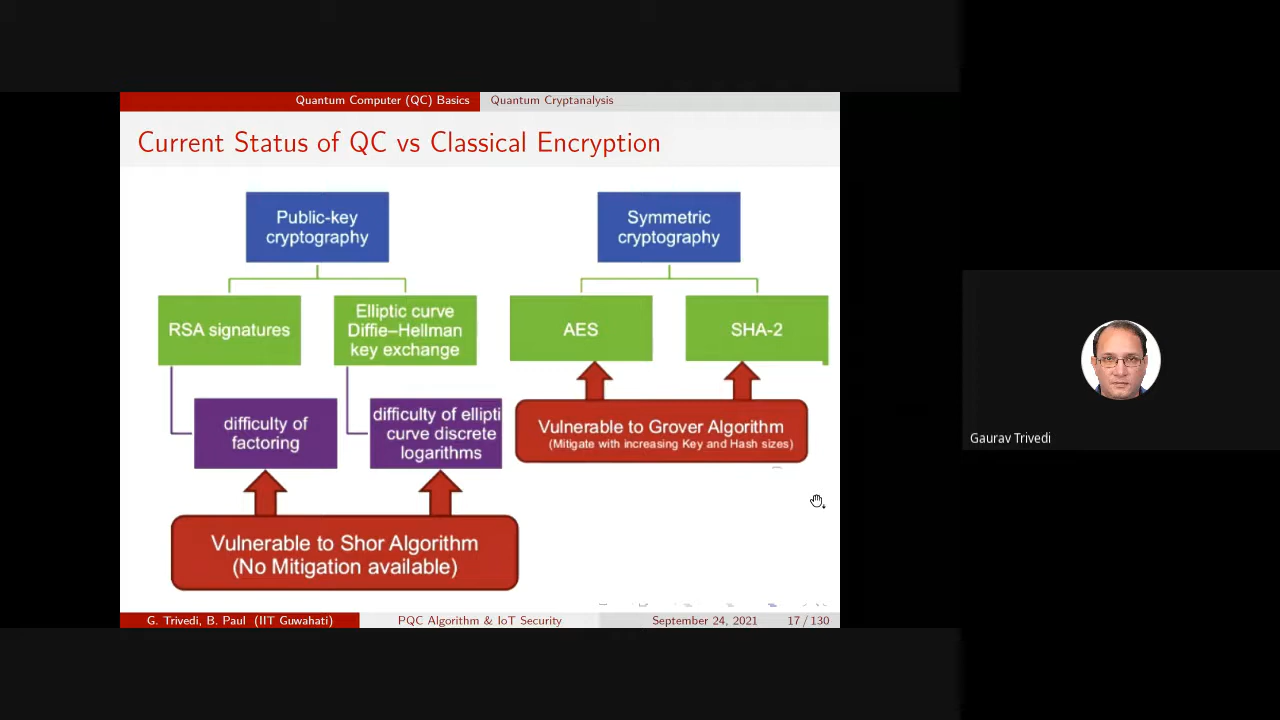 Quantum Computer (QC) Basics Quantum Cryptanalysis
Current Status of QC vs Classical Encryption
Public-key
cryptography
Symmetric
cryptography
RSA signatures
Elliptic curve
Diffie–Hellman
key exchange
AES
SHA-2
difficulty of
factoring
difficulty of ellipti
curve discrete
logarithms
Vulnerable to Grover Algorithm
(Mitigate with increasing Key and Hash sizes)
Vulnerable to Shor Algorithm
(No Mitigation available)
G. Trivedi, B. Paul (IIT Guwahati) PQC Algorithm & IoT Security September 24, 2021 17 / 130
Gaurav Trivedi